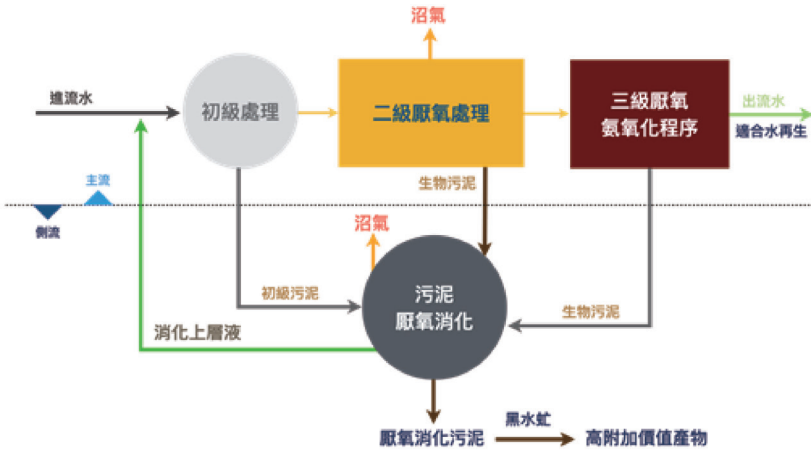 沼氣
進流水
初級處理
二級厭氧處理
三級厭氧
氨氧化程序
出流水
適合水再生
主流
生物污泥
側流
沼氣
初級污泥
污泥
厭氧消化
生物污泥
消化上層液
厭氧消化污泥
黑水虻
高附加價值產物